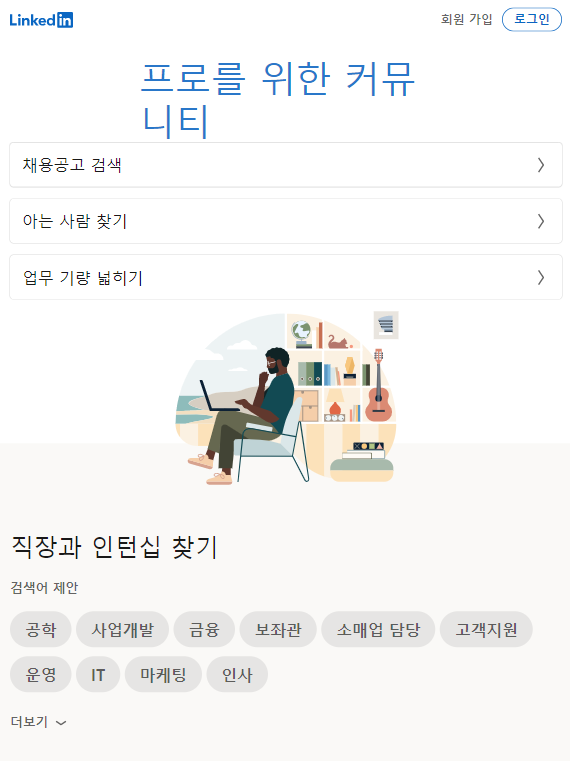 LinkedIn
회원 가입
로그인
프로를 위한 커뮤
니티
채용공고 검색
아는 사람 찾기
업무 기량 넓히기
직장과 인턴십 찾기
검색어 제안
공학 사업개발 금융 보좌관 소매업 담당 고객지원
운영 IT 마케팅 인사
더보기